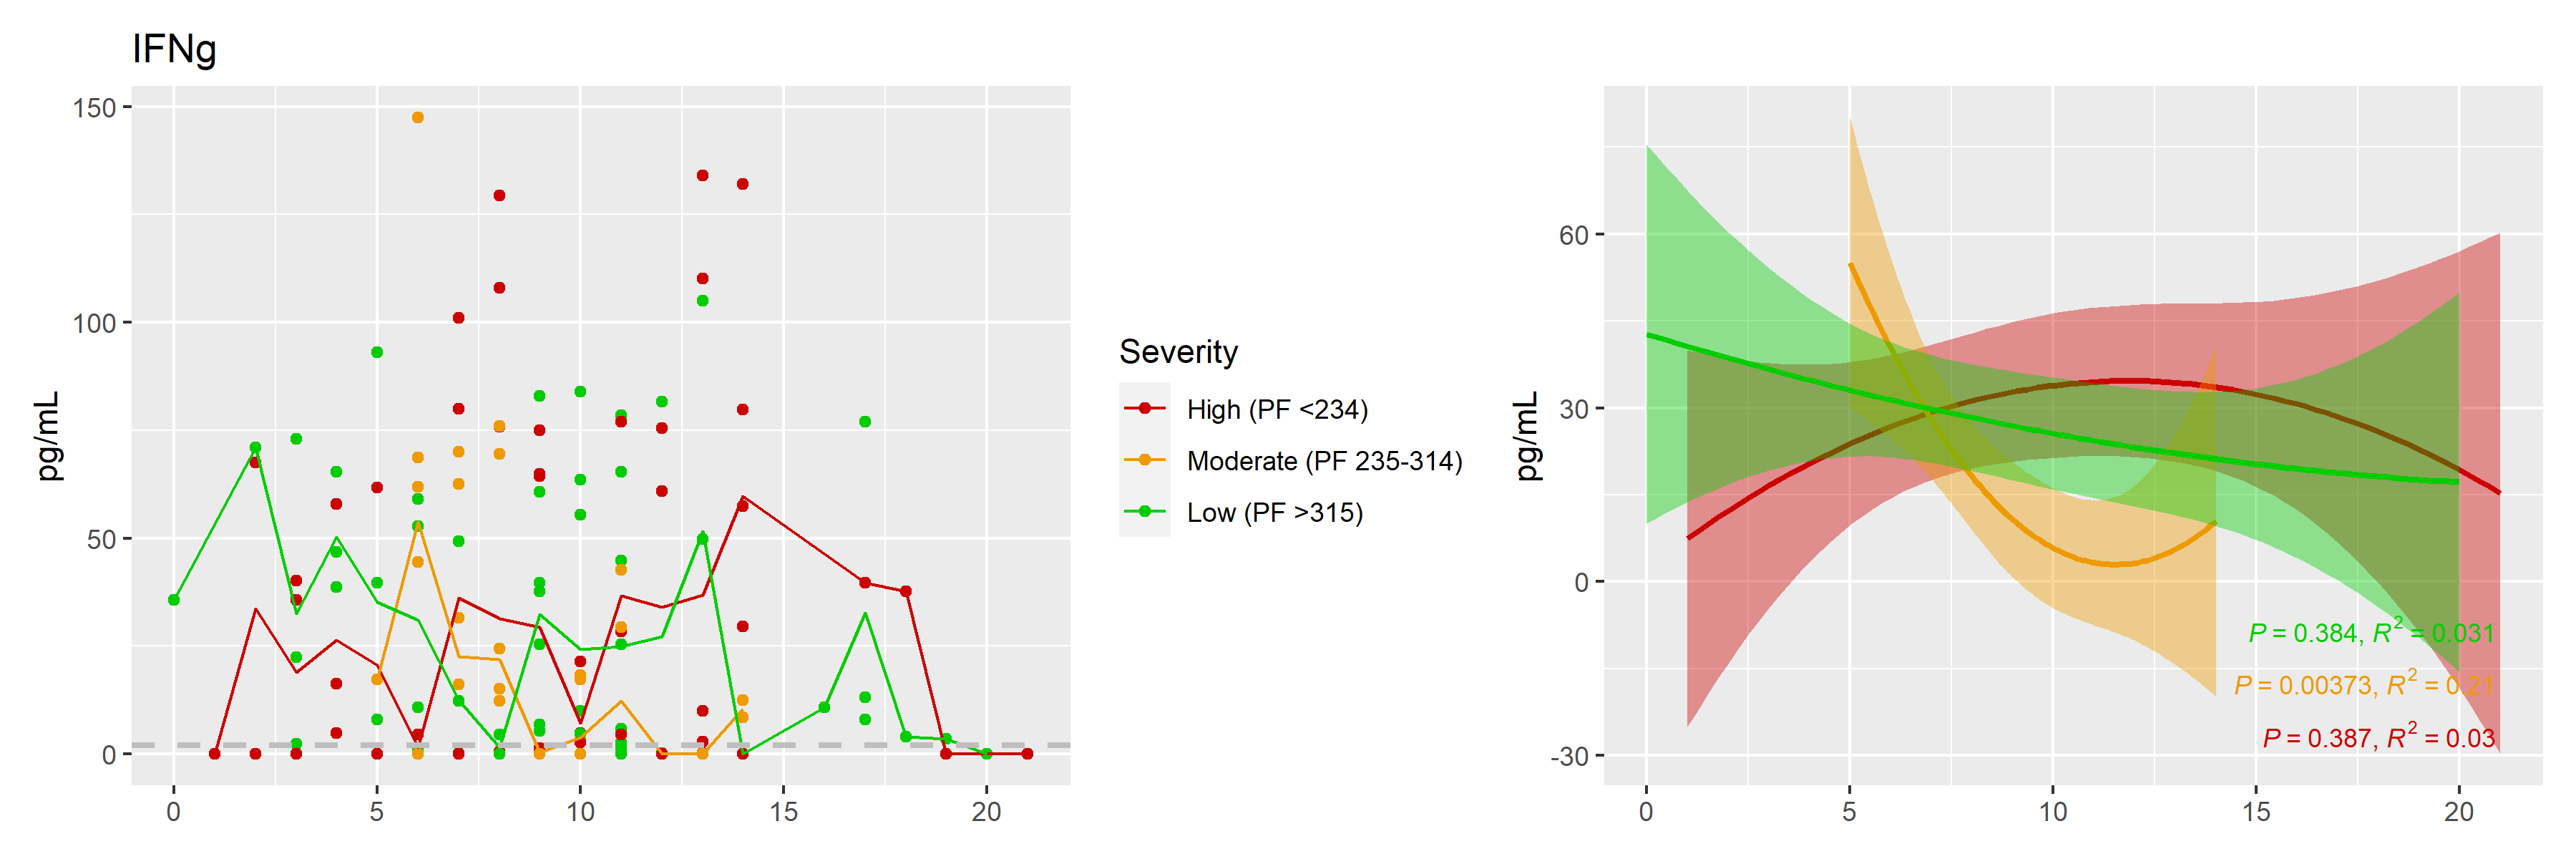 IFNg
150
100
50
0
pg/mL
0 5 10 15 20
Severity
High (PF <234)
Moderate (PF 235-314)
Low (PF >315)
60
30
0
-30
pg/mL
P = 0.384, R² = 0.031
P = 0.00373, R² = 0.21
P = 0.387, R² = 0.03
0 5 10 15 20